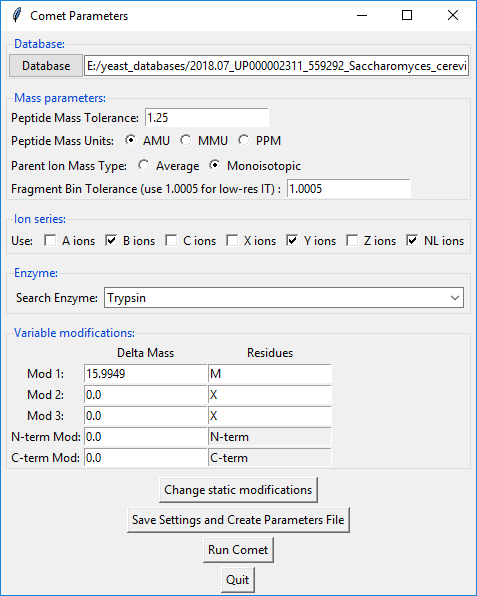 Comet Parameters
Database:
Database E:/yeast_databases/2018.07_UP000002311_559292_Saccharomyces_cerevi
Mass parameters:
Peptide Mass Tolerance: 1.25
Peptide Mass Units: AMU MMU PPM
Parent Ion Mass Type: Average Monoisotopic
Fragment Bin Tolerance (use 1.0005 for low-res IT) : 1.0005
Ion series:
Use: A ions B ions C ions X ions Y ions Z ions NL ions
Enzyme:
Search Enzyme: Trypsin
Variable modifications:
Delta Mass Residues
Mod 1: 15.9949 M
Mod 2: 0.0 X
Mod 3: 0.0 X
N-term Mod: 0.0 N-term
C-term Mod: 0.0 C-term
Change static modifications
Save Settings and Create Parameters File
Run Comet
Quit